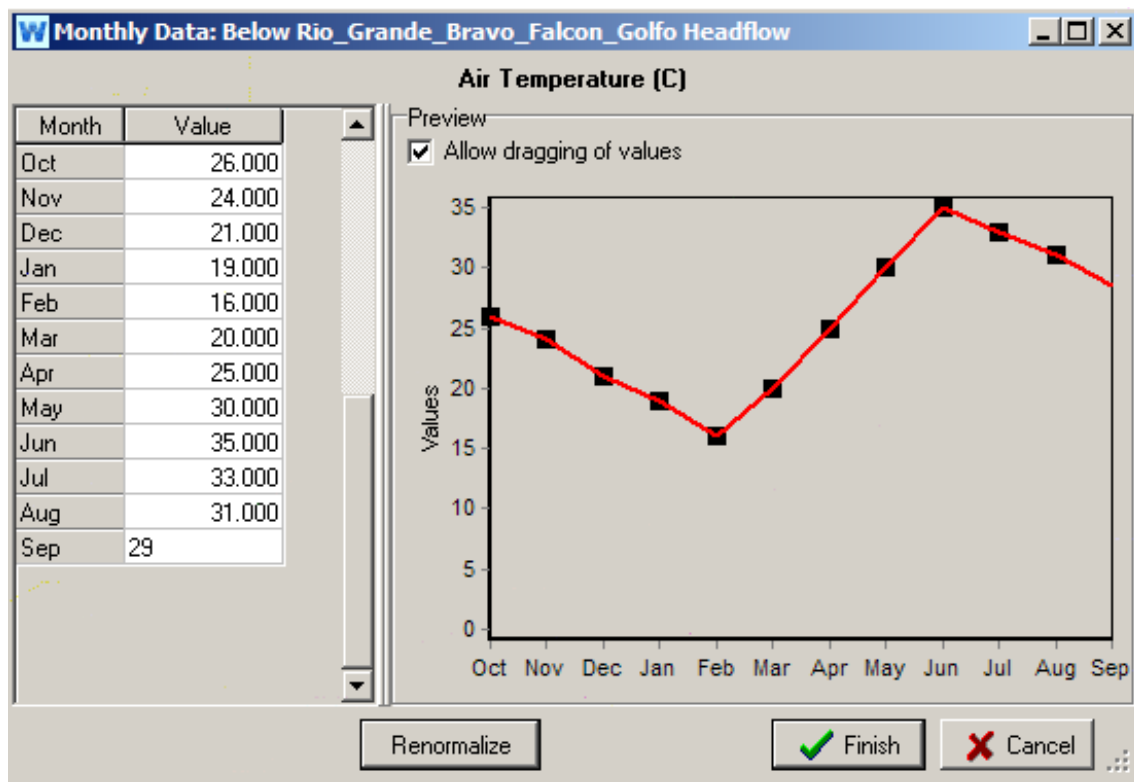 W Monthly Data: Below Rio_Grande_Bravo_Falcon_Golfo Headflow
Air Temperature (C)
Month Value
Oct 26.000
Nov 24.000
Dec 21.000
Jan 19.000
Feb 16.000
Mar 20.000
Apr 25.000
May 30.000
Jun 35.000
Jul 33.000
Aug 31.000
Sep 29
Preview
Allow dragging of values
35
30
25
20
15
10
5
0
Values
Oct Nov Dec Jan Feb Mar Apr May Jun Jul Aug Sep
Renormalize Finish Cancel